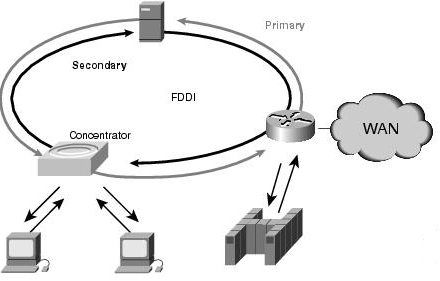 Primary
Secondary
FDDI
Concentrator
WAN